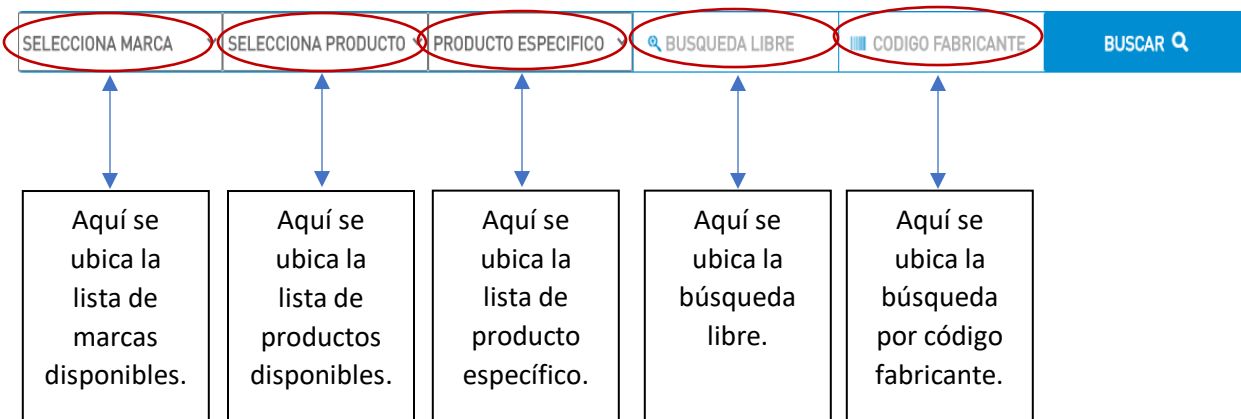 SELECCIONA MARCA SELECCIONA PRODUCTO PRODUCTO ESPECIFICO BUSQUEDA LIBRE CODIGO FABRICANTE BUSCAR
Aquí se
ubica la
lista de
marcas
disponibles.
Aquí se
ubica la
lista de
productos
disponibles.
Aquí se
ubica la
lista de
producto
específico.
Aquí se
ubica la
búsqueda
libre.
Aquí se
ubica la
búsqueda
por código
fabricante.